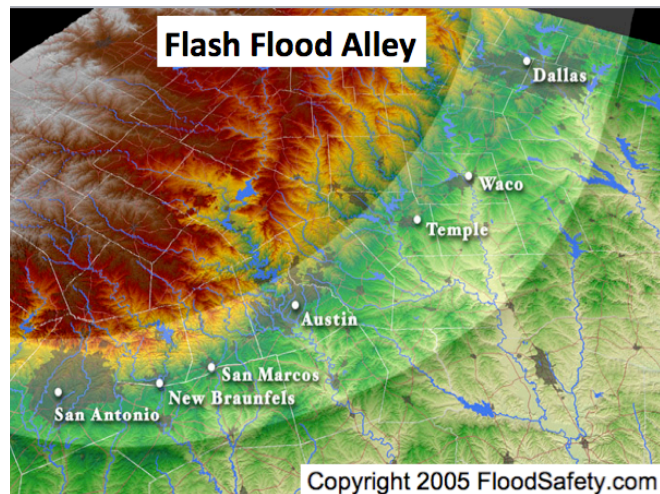 Flash Flood Alley
Dallas
Waco
Temple
Austin
San Marcos
New Braunfels
San Antonio
Copyright 2005 FloodSafety.com